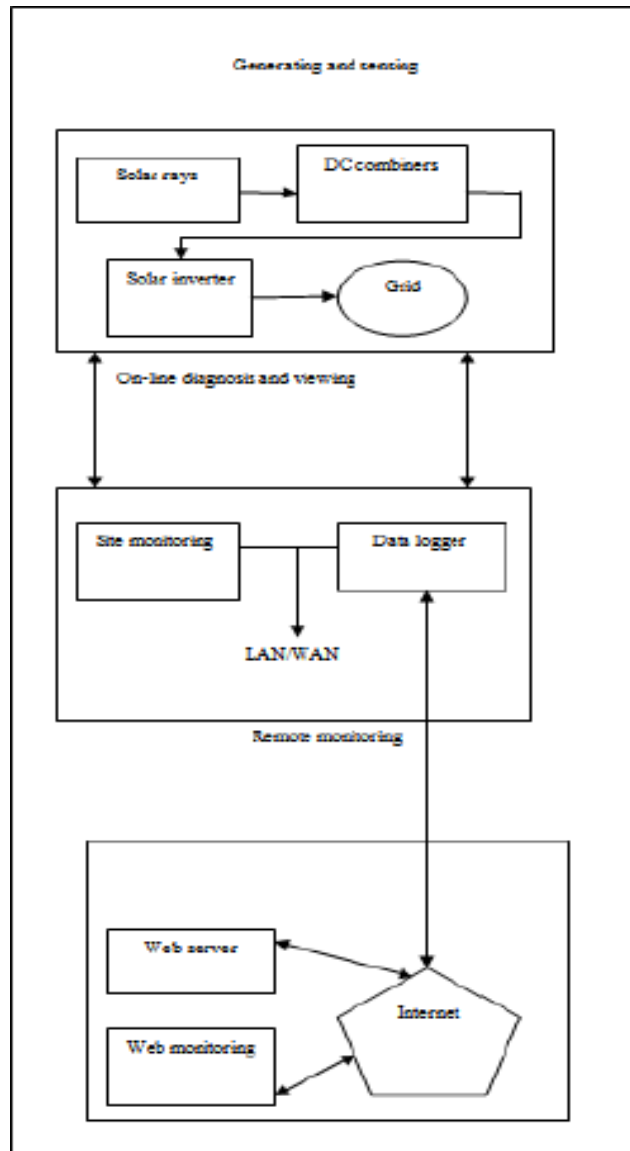 Generating and sensing
Solar rays
DC combiners
Solar inverter
Grid
On-line diagnosis and viewing
Site monitoring
Data logger
LAN/WAN
Remote monitoring
Web server
Internet
Web monitoring